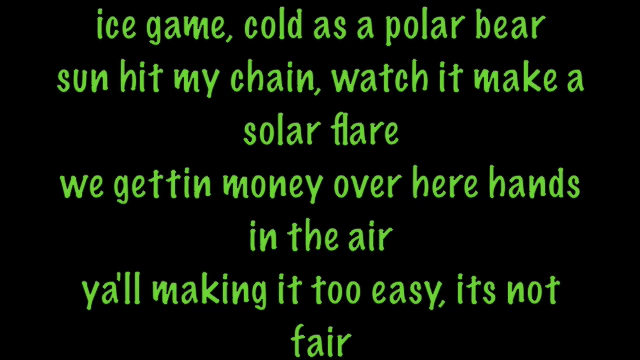 ice game, cold as a polar bear
sun hit my chain, watch it make a
solar flare
we gettin money over here hands
in the air
ya'll making it too easy, its not
fair